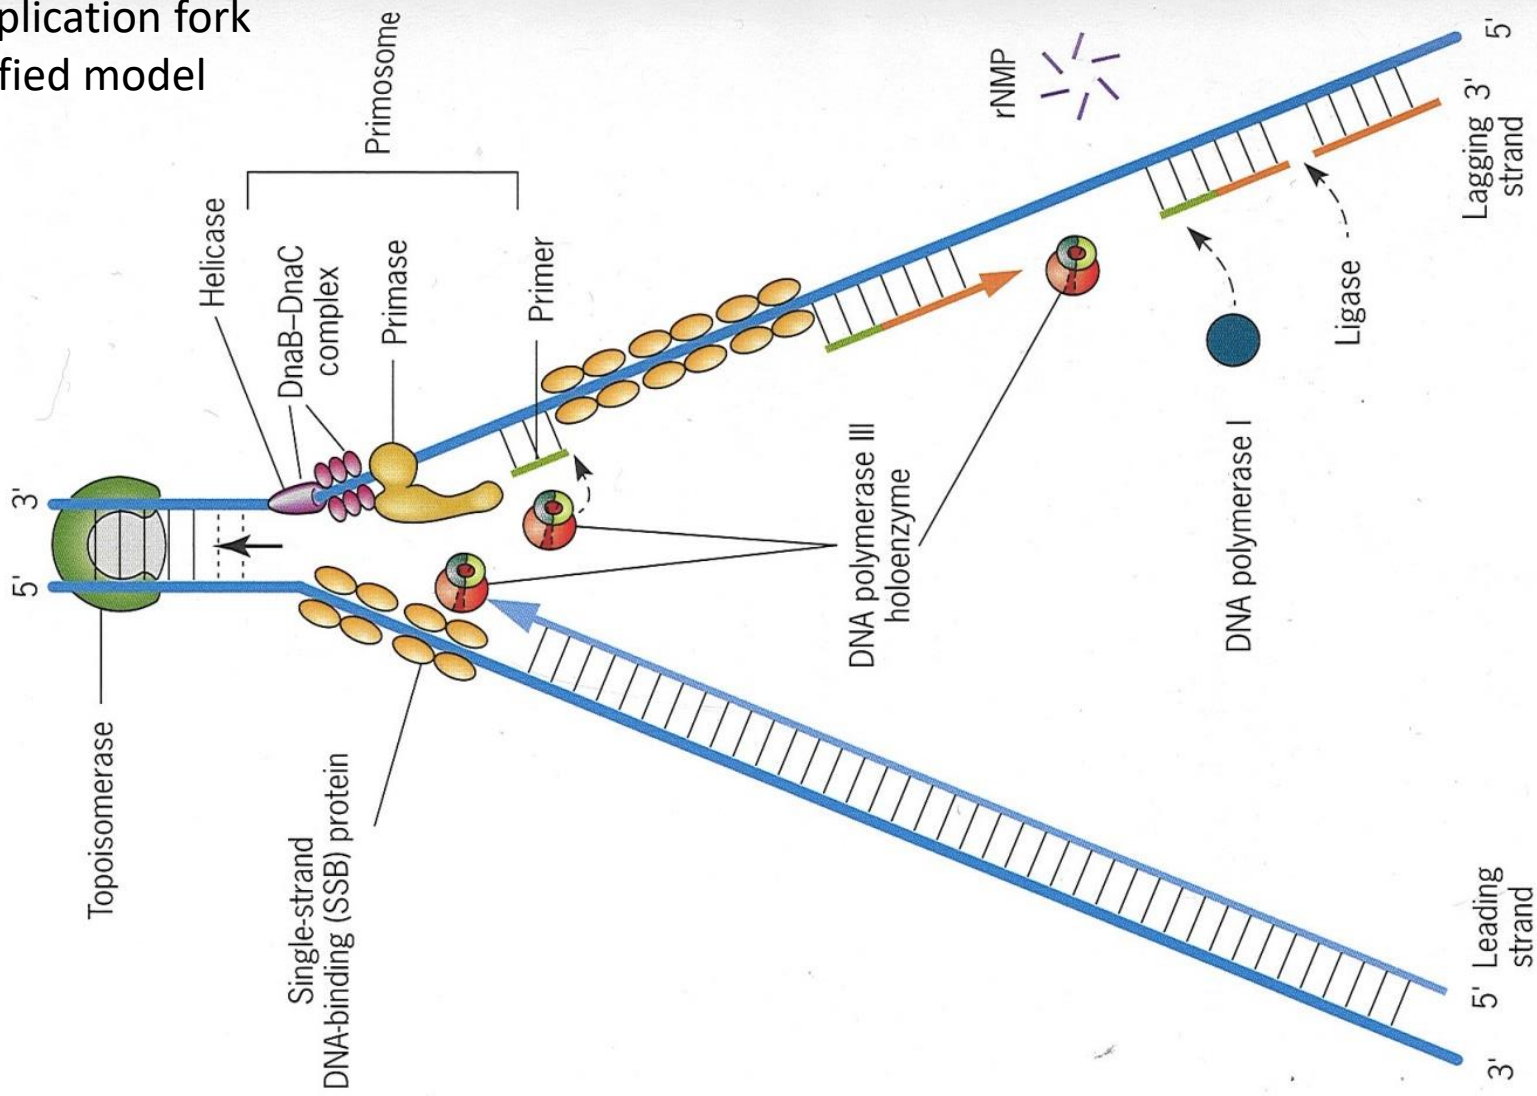 plication fork
fied model
Primosome
Helicase
DnaB–DnaC
complex
Primase
Primer
3'
5'
Topoisomerase
Single-strand
DNA-binding (SSB) protein
DNA polymerase III
holoenzyme
rNMP
DNA polymerase I
Ligase
5'
3'
Lagging
strand
5'
Leading
strand
3'